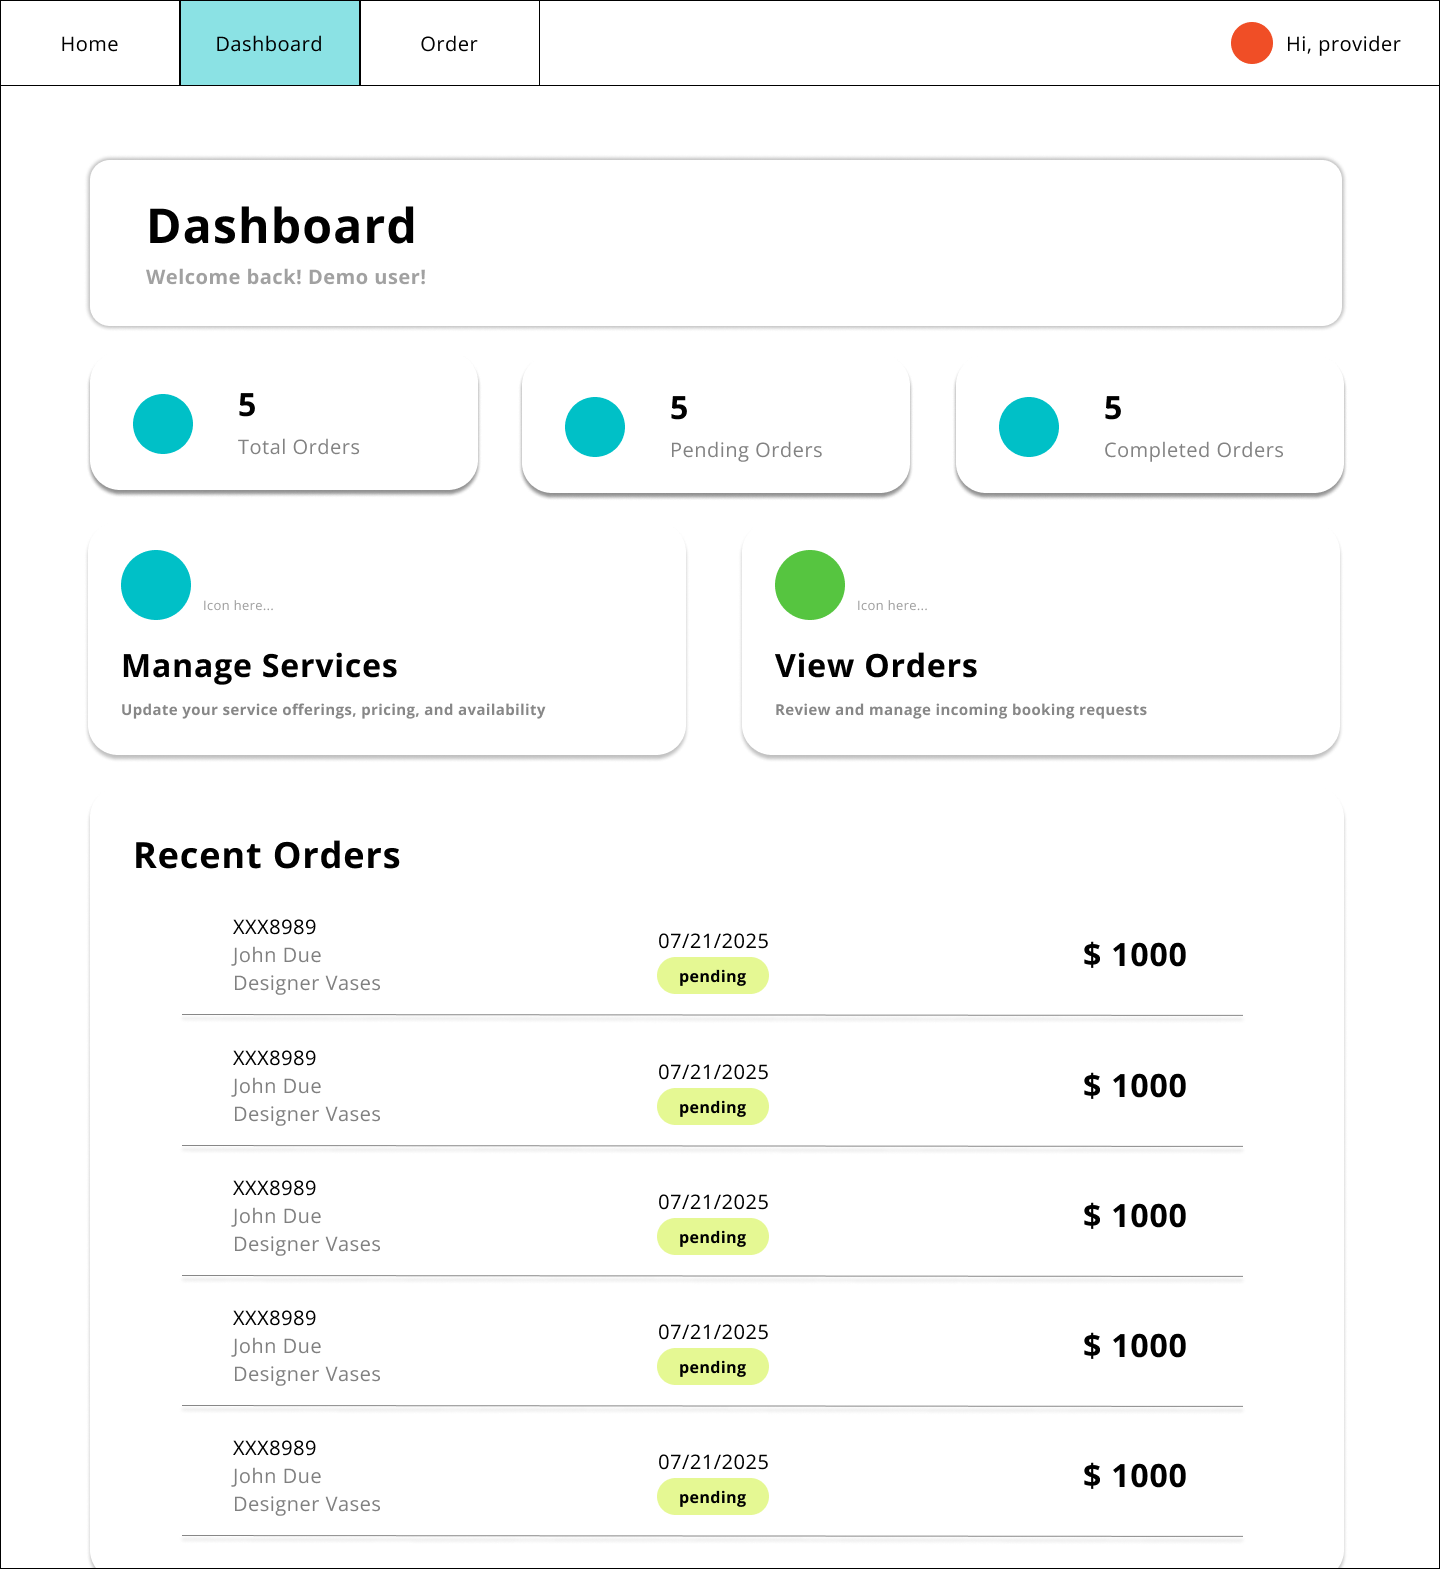 Home
Dashboard
Order
Hi, provider
Dashboard
Welcome back! Demo user!
5
Total Orders
5
Pending Orders
5
Completed Orders
Icon here...
Manage Services
Update your service offerings, pricing, and availability
Icon here...
View Orders
Review and manage incoming booking requests
Recent Orders
XXX8989
John Due
Designer Vases
07/21/2025
pending
$ 1000
XXX8989
John Due
Designer Vases
07/21/2025
pending
$ 1000
XXX8989
John Due
Designer Vases
07/21/2025
pending
$ 1000
XXX8989
John Due
Designer Vases
07/21/2025
pending
$ 1000
XXX8989
John Due
Designer Vases
07/21/2025
pending
$ 1000